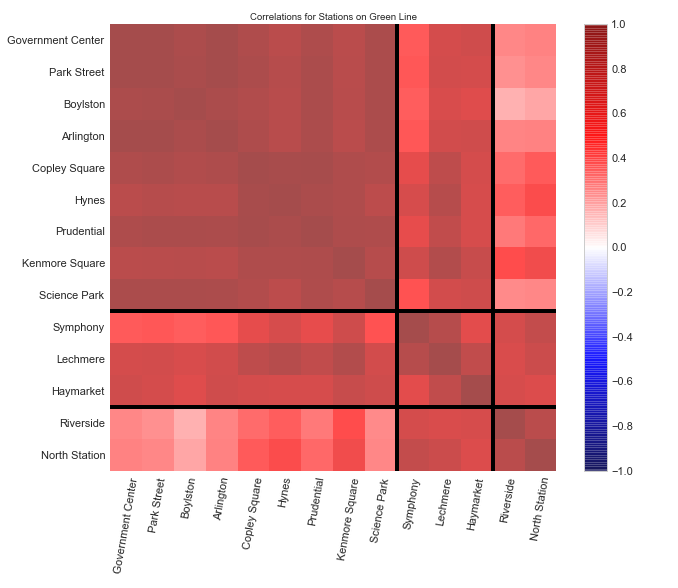 Correlations for Stations on Green Line
Government Center
Park Street
Boylston
Arlington
Copley Square
Hynes
Prudential
Kenmore Square
Science Park
Symphony
Lechmere
Haymarket
Riverside
North Station
Government Center
Park Street
Boylston
Arlington
Copley Square
Hynes
Prudential
Kenmore Square
Science Park
Symphony
Lechmere
Haymarket
Riverside
North Station
1.0
0.8
0.6
0.4
0.2
0.0
−0.2
−0.4
−0.6
−0.8
−1.0